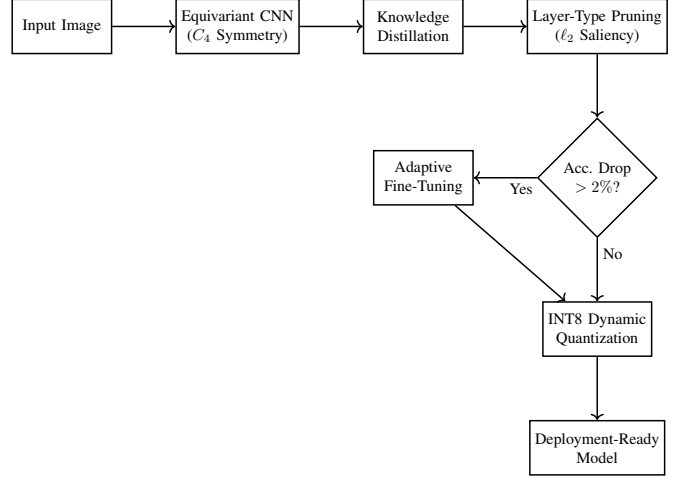 Input Image
Equivariant CNN
(C₄ Symmetry)
Knowledge
Distillation
Layer-Type Pruning
(ℓ₂ Saliency)
Acc. Drop
> 2%?
Yes
Adaptive
Fine-Tuning
No
INT8 Dynamic
Quantization
Deployment-Ready
Model